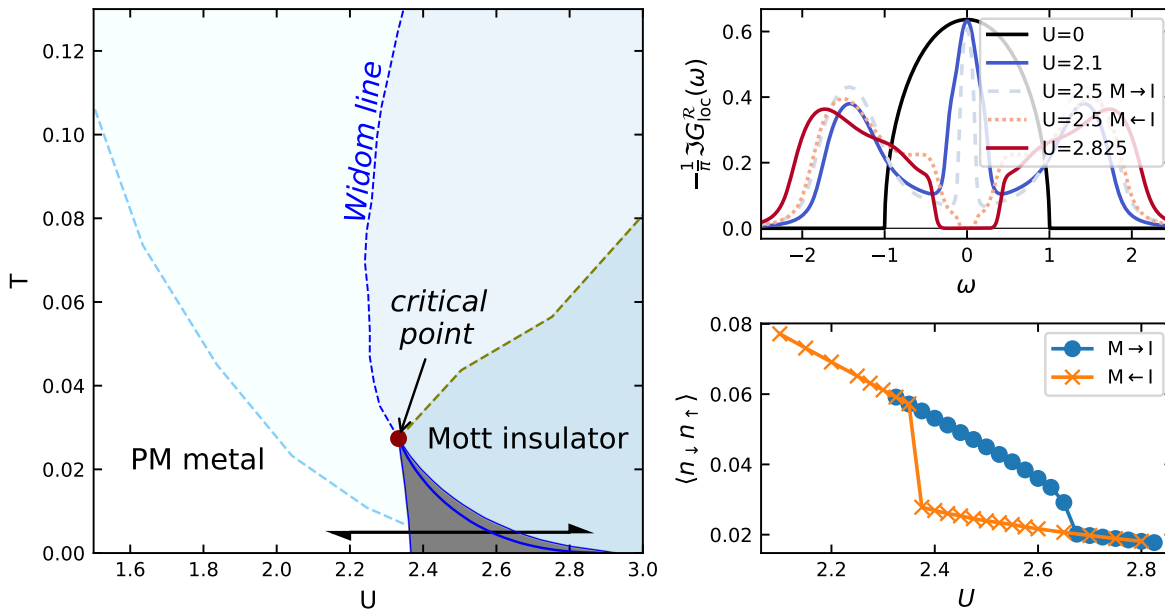 0.12
0.10
0.08
0.06
0.04
0.02
0.00
T
1.6
1.8
2.0
2.2
2.4
2.6
2.8
3.0
U
Widom line
critical
point
PM metal
Mott insulator
0.6
0.4
0.2
0.0
−1/π ℑG^ℛ_loc(ω)
U=0
U=2.1
U=2.5 M→I
U=2.5 M←I
U=2.825
−2
−1
0
1
2
ω
0.08
0.06
0.04
0.02
⟨n↓ n↑⟩
M→I
M←I
2.2
2.4
2.6
2.8
U